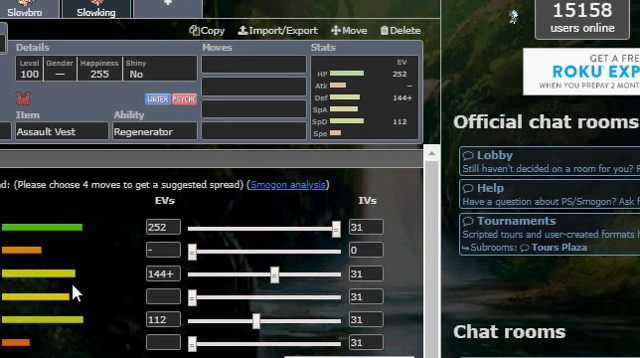 Slowbro
Slowking
+
15158
users online
Copy
Import/Export
Move
Delete
Details
Moves
Stats
Level
Gender
Happiness
Shiny
100
—
255
No
EV
HP
252
Atk
–
Def
144+
SpA
SpD
112
Spe
WATER
PSYCHC
Item
Ability
Assault Vest
Regenerator
GET A FRE
ROKU EXP
WHEN YOU PREPAY 2 MONT
Official chat rooms
Lobby
Still haven't decided on a room for you? R
Help
Have a question about PS/Smogon? Ask f
Tournaments
Scripted tours and user-created formats h
Subrooms: Tours Plaza
Chat rooms
nd: (Please choose 4 moves to get a suggested spread) (Smogon analysis)
EVs
IVs
252
31
-
0
144+
31
31
112
31
31